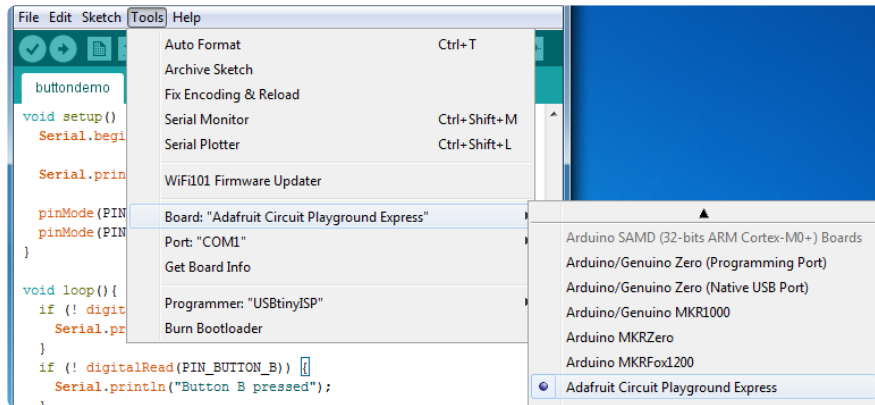 File Edit Sketch Tools Help
Auto Format Ctrl+T
Archive Sketch
Fix Encoding & Reload
Serial Monitor Ctrl+Shift+M
Serial Plotter Ctrl+Shift+L
WiFi101 Firmware Updater
Board: "Adafruit Circuit Playground Express"
Port: "COM1"
Get Board Info
Programmer: "USBtinyISP"
Burn Bootloader
Arduino SAMD (32-bits ARM Cortex-M0+) Boards
Arduino/Genuino Zero (Programming Port)
Arduino/Genuino Zero (Native USB Port)
Arduino/Genuino MKR1000
Arduino MKRZero
Arduino MKRFox1200
Adafruit Circuit Playground Express
buttondemo
void setup()
Serial.begi
Serial.prin
pinMode(PIN
pinMode(PIN
}
void loop(){
if (! digit
Serial.pr
}
if (! digitalRead(PIN_BUTTON_B)) {
Serial.println("Button B pressed");